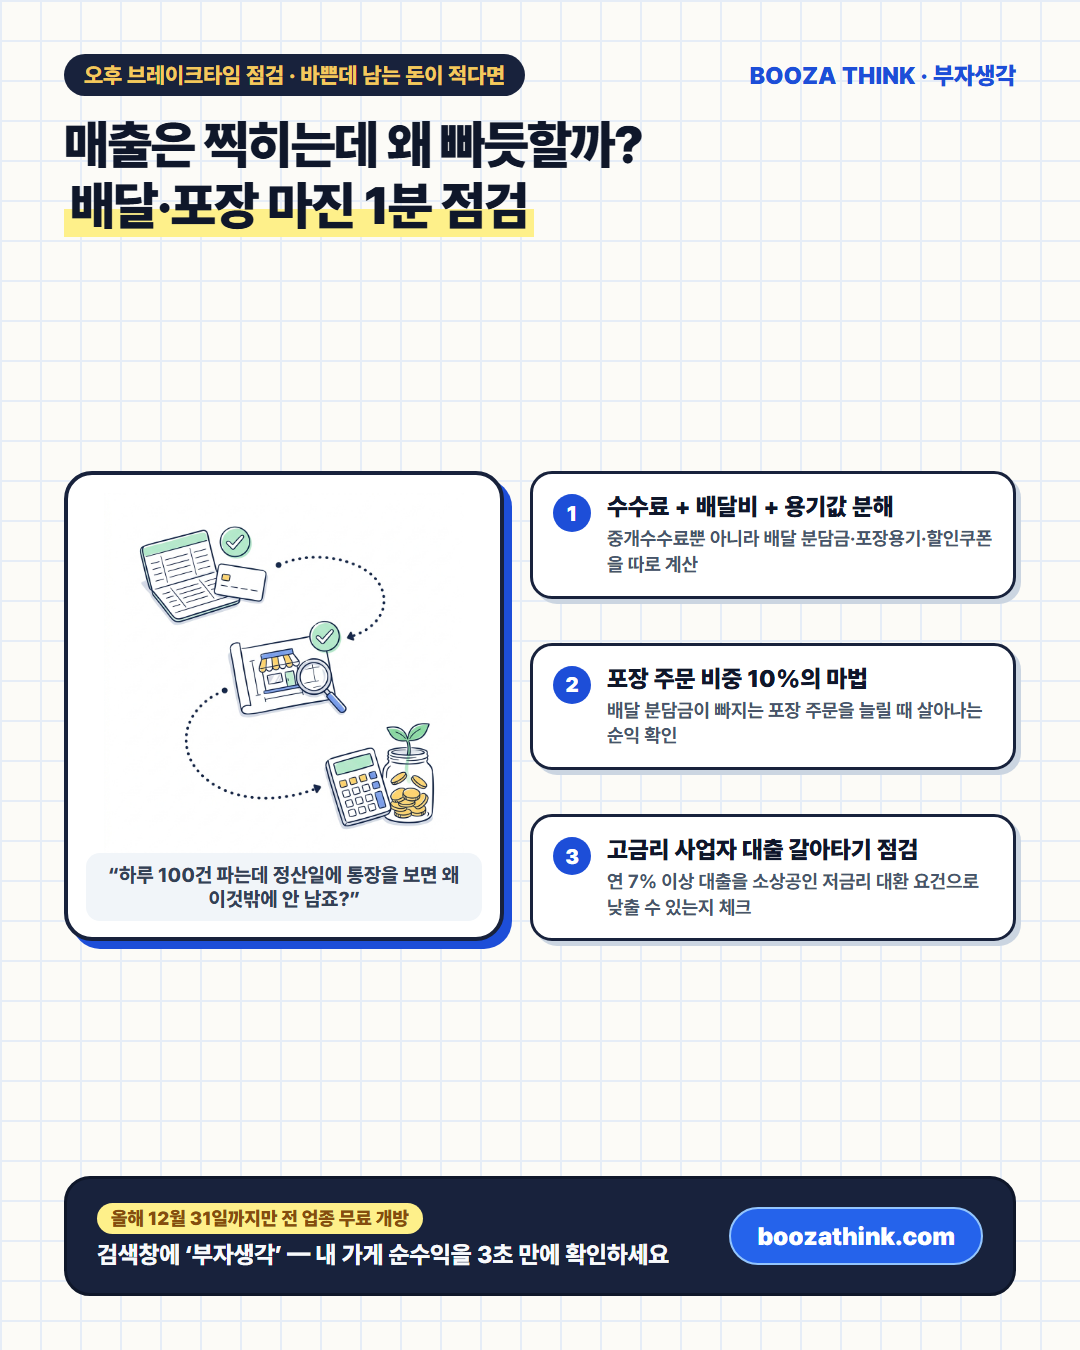 오후 브레이크타임 점검 · 바쁜데 남는 돈이 적다면
BOOZA THINK · 부자생각
매출은 찍히는데 왜 빠듯할까?
배달·포장 마진 1분 점검
“하루 100건 파는데 정산일에 통장을 보면 왜
이것밖에 안 남죠?”
1
수수료 + 배달비 + 용기값 분해
중개수수료뿐 아니라 배달 분담금·포장용기·할인쿠폰
을 따로 계산
2
포장 주문 비중 10%의 마법
배달 분담금이 빠지는 포장 주문을 늘릴 때 살아나는
순익 확인
3
고금리 사업자 대출 갈아타기 점검
연 7% 이상 대출을 소상공인 저금리 대환 요건으로
낮출 수 있는지 체크
올해 12월 31일까지만 전 업종 무료 개방
검색창에 ‘부자생각’ — 내 가게 순수익을 3초 만에 확인하세요
boozathink.com